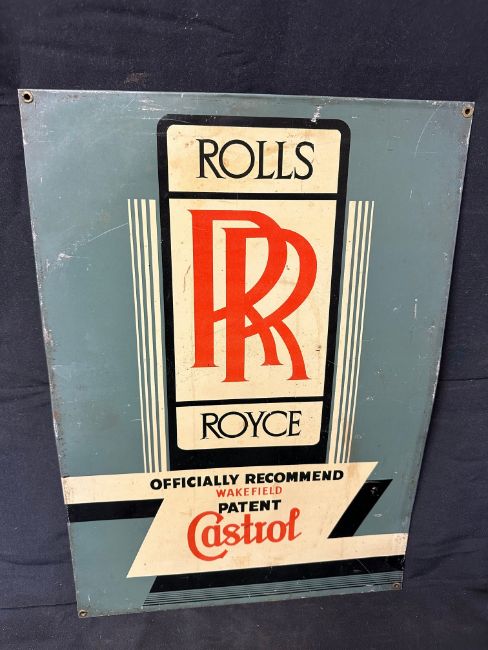 ROLLS
RR
ROYCE
OFFICIALLY RECOMMEND
WAKEFIELD
PATENT
Castrol